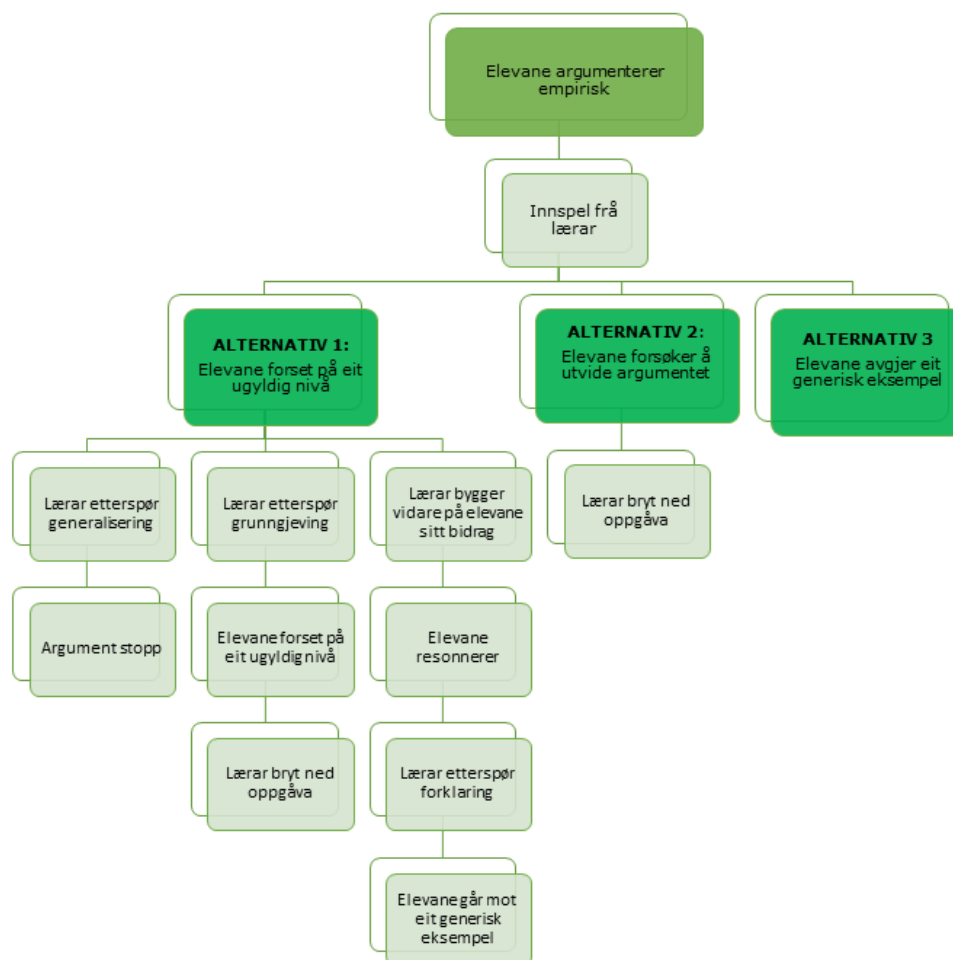 Elevane argumenterer
empirisk
Innspel frå
lærar
ALTERNATIV 1:
Elevane forset på eit
ugyldig nivå
ALTERNATIV 2:
Elevane forsøker å
utvide argumentet
ALTERNATIV 3
Elevane avgjer eit
generisk eksempel
Lærar etterspør
generalisering
Lærar etterspør
grunngjeving
Lærar bygger
vidare på elevane
sitt bidrag
Lærar bryt ned
oppgåva
Argument stopp
Elevane forset på
eit ugyldig nivå
Elevane
resonnerer
Lærar bryt ned
oppgåva
Lærar etterspør
forklaring
Elevane går mot
eit generisk
eksempel